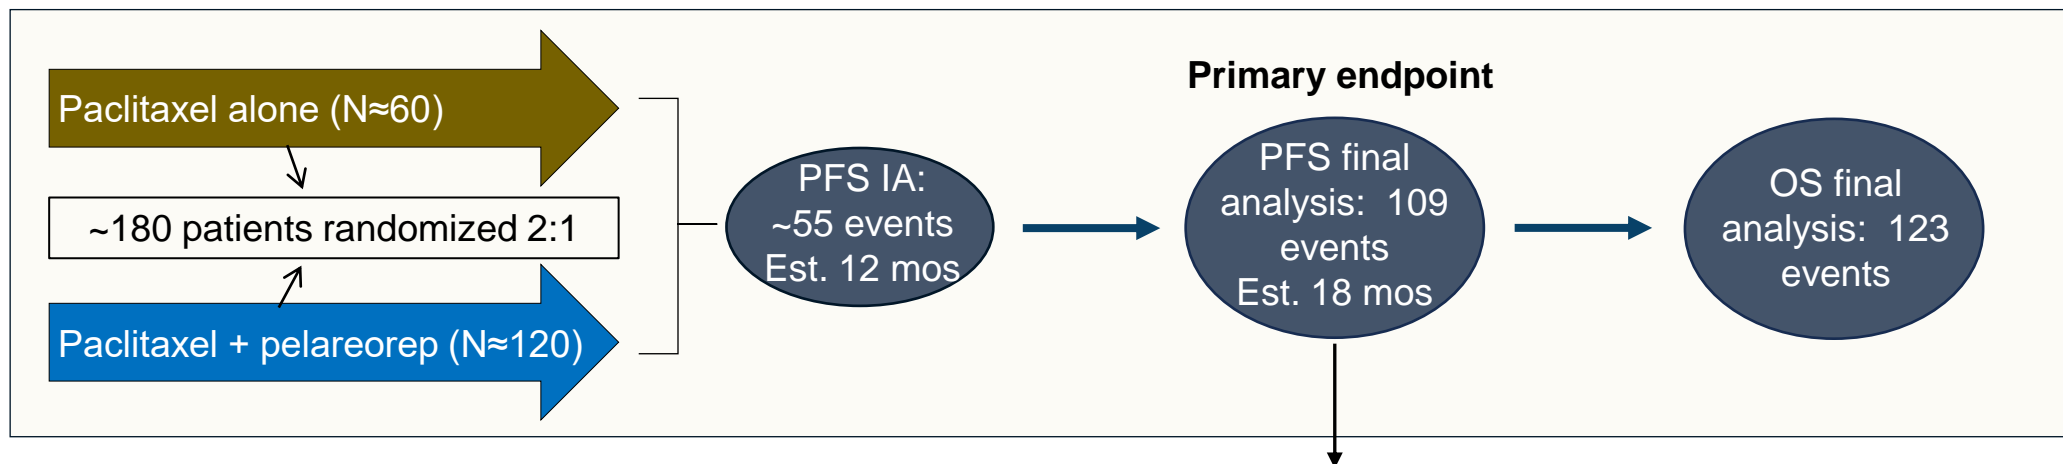 Paclitaxel alone (N≈60)
~180 patients randomized 2:1
Paclitaxel + pelareorep (N≈120)
PFS IA:
~55 events
Est. 12 mos
Primary endpoint
PFS final
analysis:  109
events
Est. 18 mos
OS final
analysis:  123
events